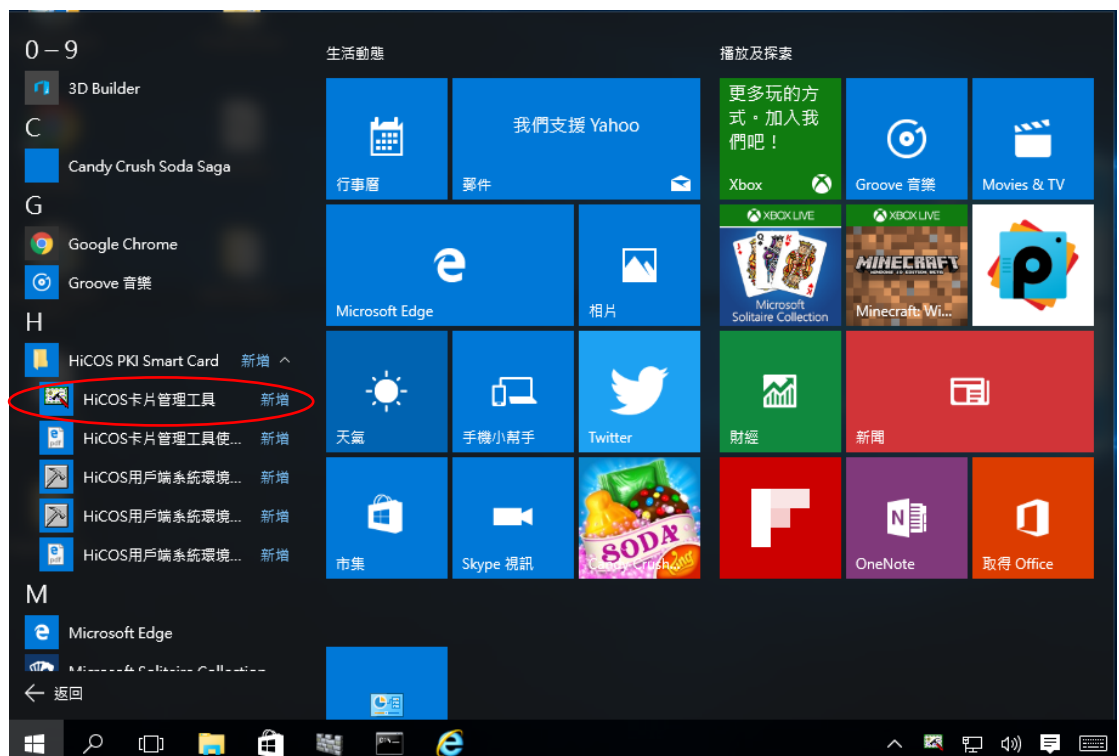 0 – 9
3D Builder
C
Candy Crush Soda Saga
G
Google Chrome
Groove 音樂
H
HiCOS PKI Smart Card 新增
HiCOS卡片管理工具 新增
HiCOS卡片管理工具使... 新增
HiCOS用戶端系統環境... 新增
HiCOS用戶端系統環境... 新增
HiCOS用戶端系統環境... 新增
M
Microsoft Edge
Microsoft Solitaire Collection
返回
生活動態
行事曆
我們支援 Yahoo
郵件
Microsoft Edge
相片
天氣
手機小幫手
Twitter
市集
Skype 視訊
SODA
Candy Crush...
播放及探索
更多玩的方
式。加入我
們吧！
Xbox
Groove 音樂
Movies & TV
XBOX LIVE
Microsoft
Solitaire Collection
XBOX LIVE
MINECRAFT
Minecraft: Wi...
財經
新聞
OneNote
取得 Office